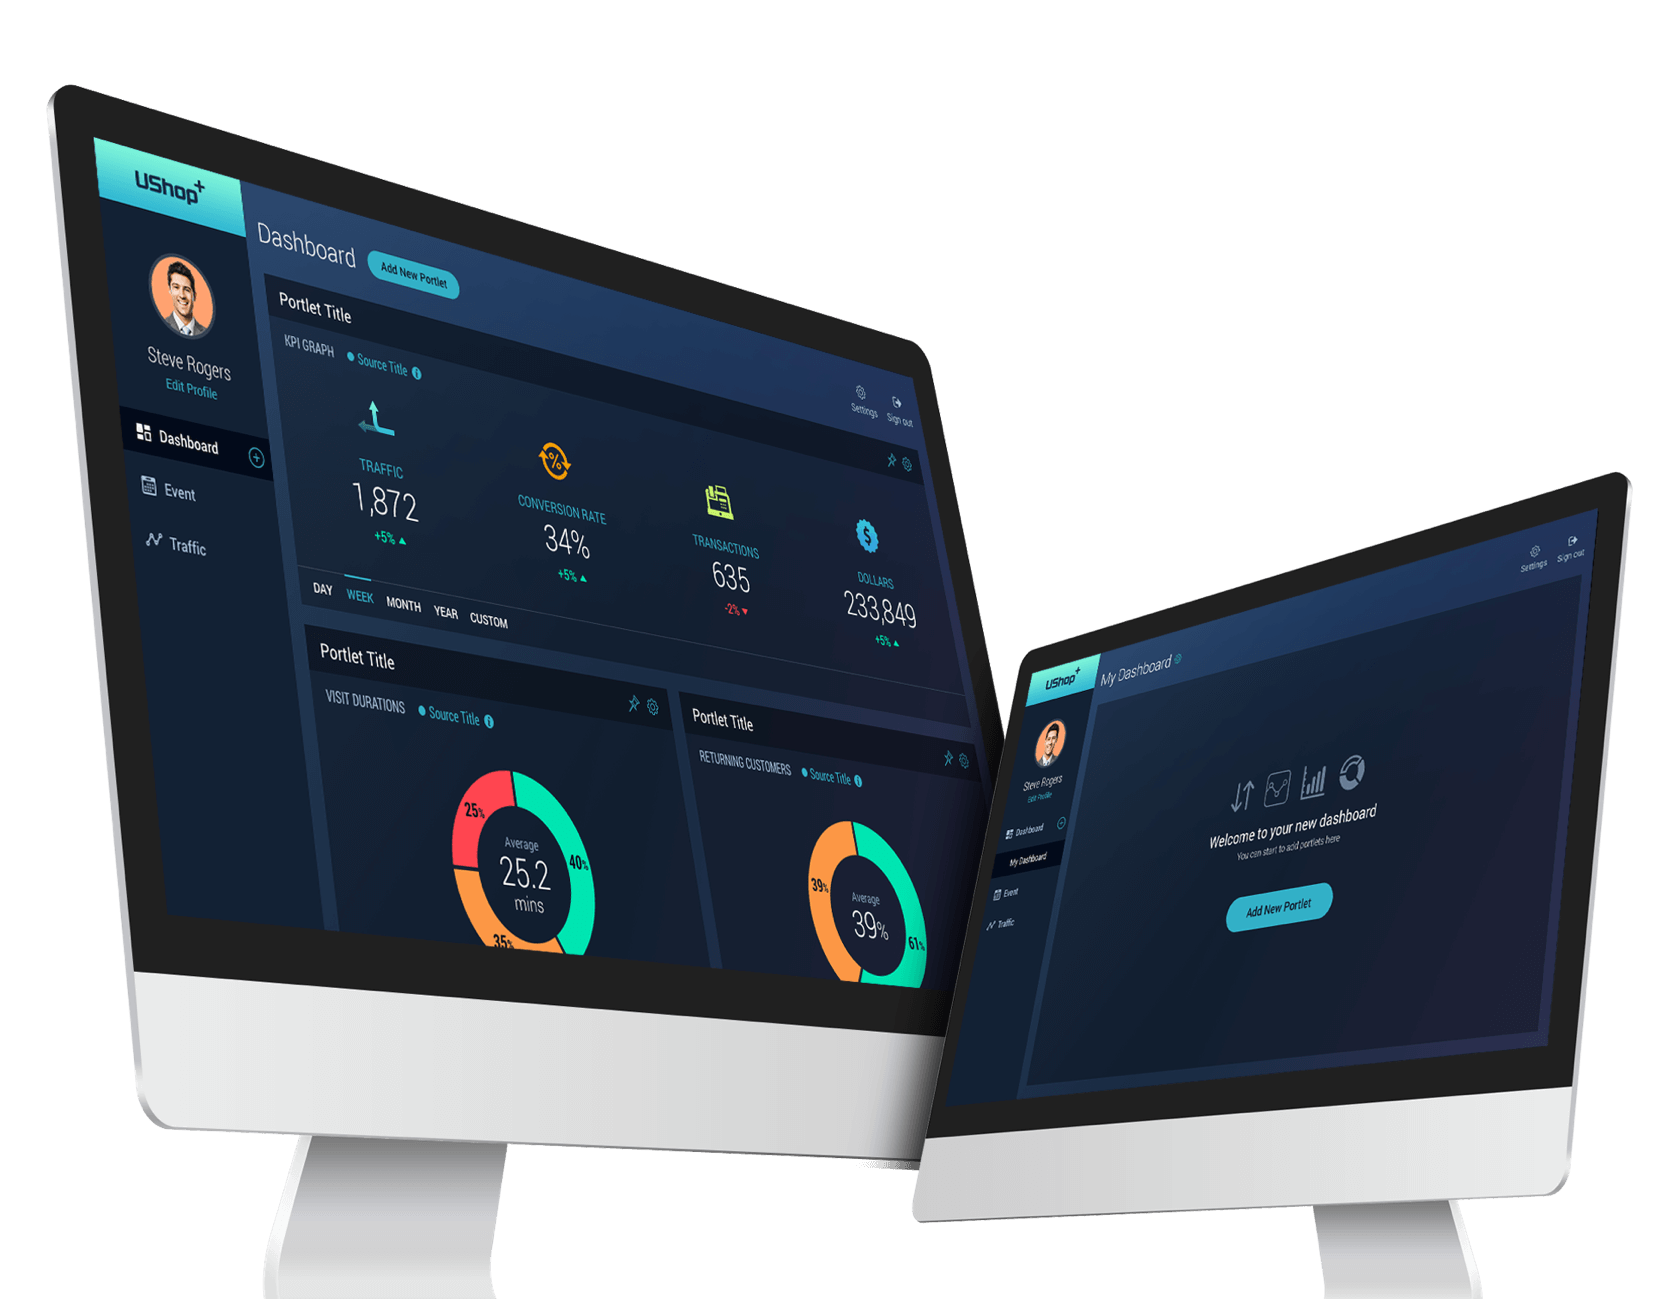 UShop+
Dashboard
Add New Portlet
Settings
Sign out
Steve Rogers
Edit Profile
Dashboard
Event
Traffic
Portlet Title
KPI GRAPH
Source Title
TRAFFIC
1,872
+5%
CONVERSION RATE
34%
+5%
TRANSACTIONS
635
-2%
DOLLARS
233,849
+5%
DAY
WEEK
MONTH
YEAR
CUSTOM
Portlet Title
VISIT DURATIONS
Source Title
25%
40%
35%
Average
25.2
mins
Portlet Title
RETURNING CUSTOMERS
Source Title
39%
61%
Average
39%
UShop+
My Dashboard
Settings
Sign out
Steve Rogers
Edit Profile
Dashboard
My Dashboard
Event
Traffic
Welcome to your new dashboard
You can start to add portlets here
Add New Portlet